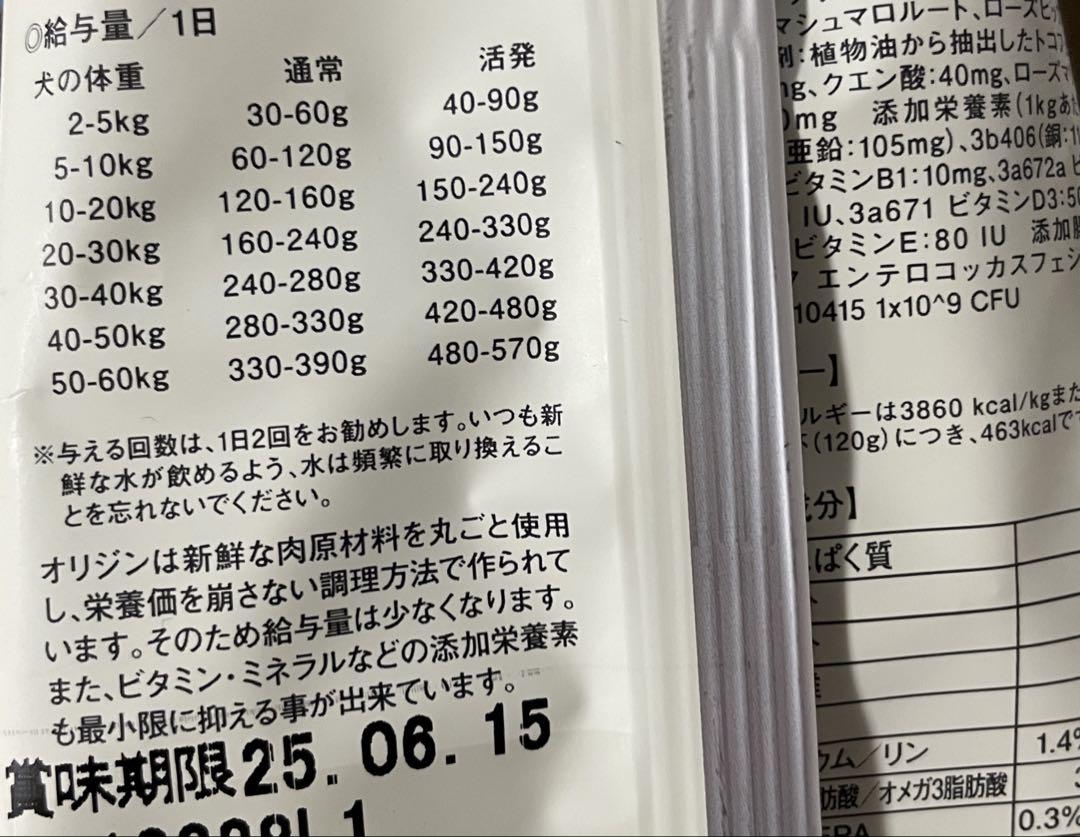 ◎給与量／1日
犬の体重 通常 活発
2-5kg 30-60g 40-90g
5-10kg 60-120g 90-150g
10-20kg 120-160g 150-240g
20-30kg 160-240g 240-330g
30-40kg 240-280g 330-420g
40-50kg 280-330g 420-480g
50-60kg 330-390g 480-570g
※与える回数は、1日2回をお勧めします。いつも新
鮮な水が飲めるよう、水は頻繁に取り換えるこ
とを忘れないでください。
オリジンは新鮮な肉原材料を丸ごと使用
し、栄養価を崩さない調理方法で作られて
います。そのため給与量は少なくなります。
また、ビタミン・ミネラルなどの添加栄養素
も最小限に抑える事が出来ています。
賞味期限25. 06. 15
マシュマロルート、ローズヒッ
剤：植物油から抽出したトコフ
mg、クエン酸：40mg、ローズマ
0mg 添加栄養素(1kgあた
亜鉛：105mg)、3b406(銅：1
ビタミンB1：10mg、3a672a ビ
IU、3a671 ビタミンD3：50
ビタミンE：80 IU 添加腸
エンテロコッカスフェシ
10415 1x10^9 CFU
ー】
ルギーは3860 kcal/kgまた
(120g)につき、463kcalです
成分】
ぱく質
ウム／リン 1.4%
肪酸／オメガ3脂肪酸
EPA 0.3%